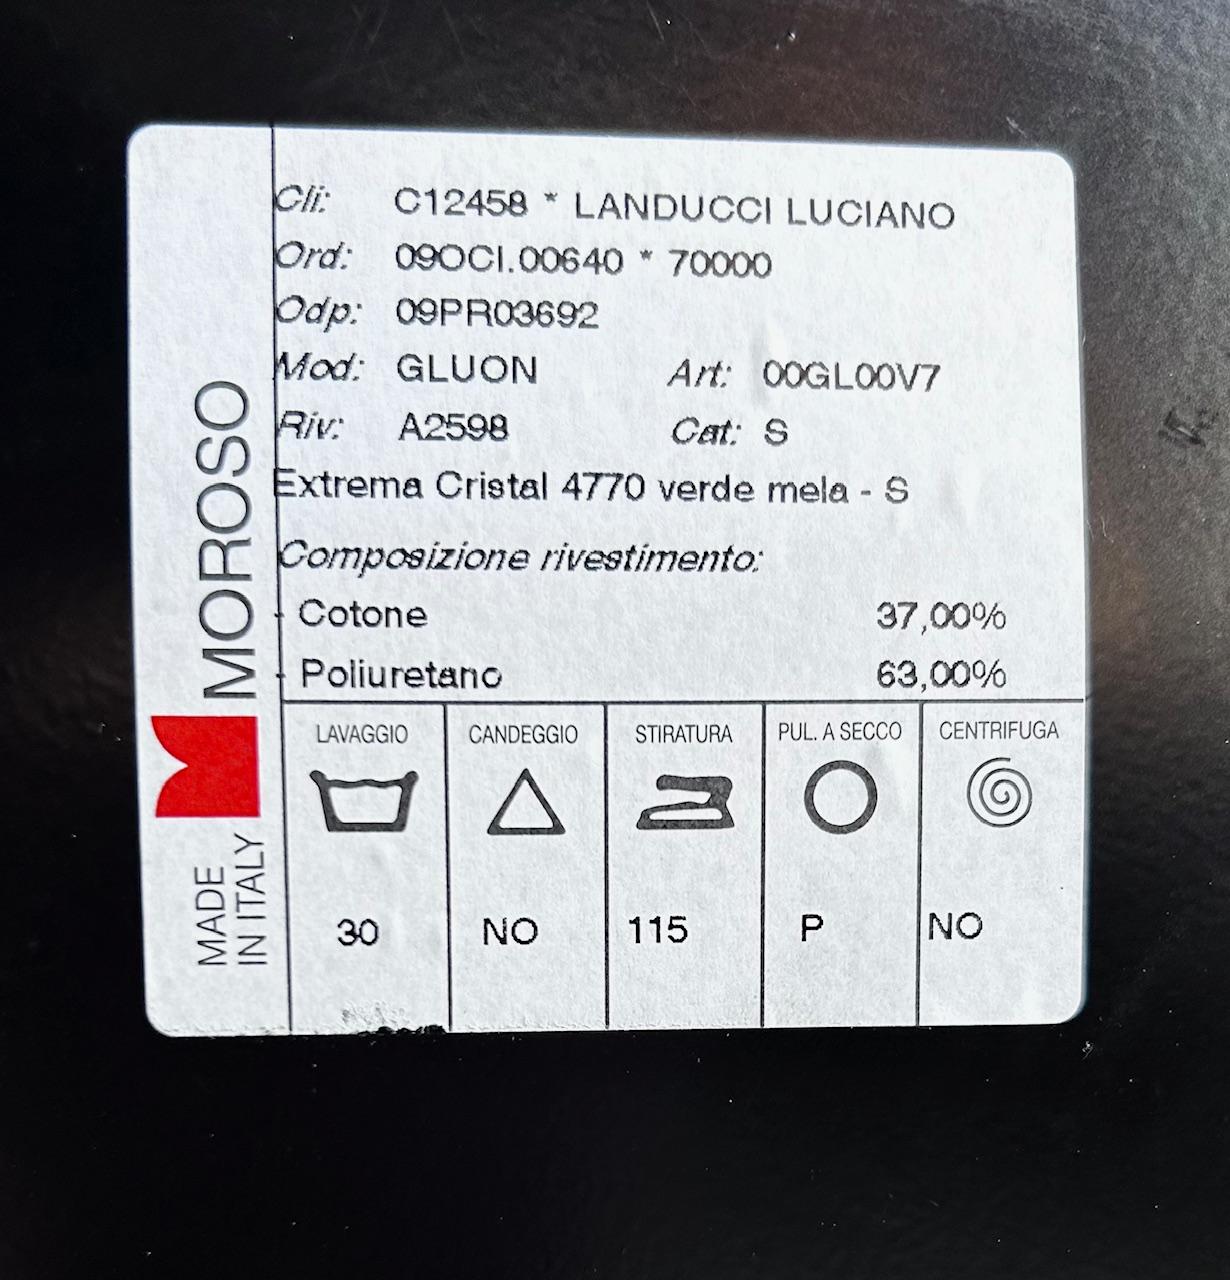 Cli: C12458 * LANDUCCI LUCIANO
Ord: 09OCI.00640 * 70000
Odp: 09PR03692
Mod: GLUON Art: 00GL00V7
Riv: A2598 Cat: S
Extrema Cristal 4770 verde mela - S
Composizione rivestimento:
- Cotone 37,00%
- Poliuretano 63,00%
LAVAGGIO CANDEGGIO STIRATURA PUL. A SECCO CENTRIFUGA
30 NO 115 P NO
MOROSO
MADE
IN ITALY